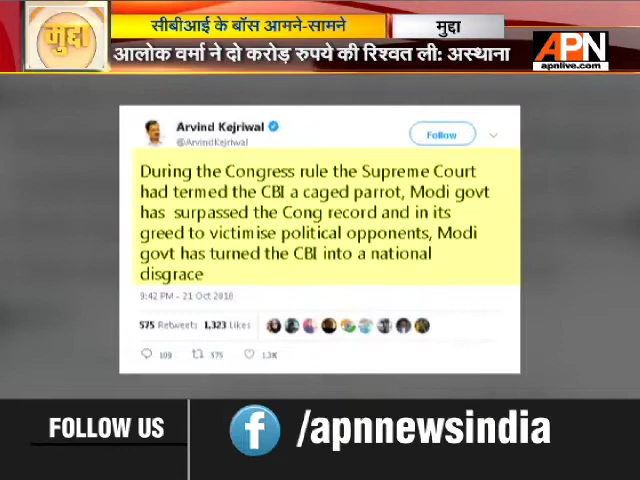 मुद्दा
सीबीआई के बॉस आमने-सामने
मुद्दा
आलोक वर्मा ने दो करोड़ रुपये की रिश्वत ली: अस्थाना
APN
apnlive.com
Arvind Kejriwal
@ArvindKejriwal
Follow
During the Congress rule the Supreme Court
had termed the CBI a caged parrot, Modi govt
has surpassed the Cong record and in its
greed to victimise political opponents, Modi
govt has turned the CBI into a national
disgrace
9:42 PM - 21 Oct 2018
575 Retweets 1,323 Likes
109 575 1.3K
FOLLOW US
f /apnnewsindia